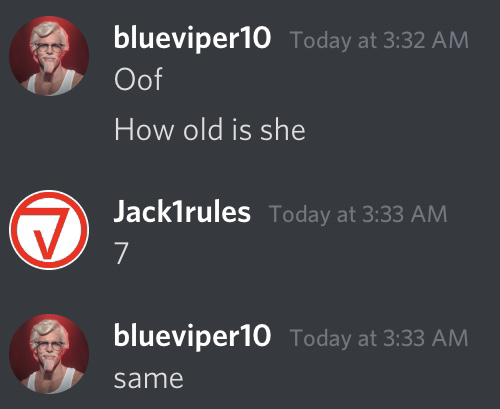 blueviper10 Today at 3:32 AM
Oof
How old is she
Jack1rules Today at 3:33 AM
7
blueviper10 Today at 3:33 AM
same